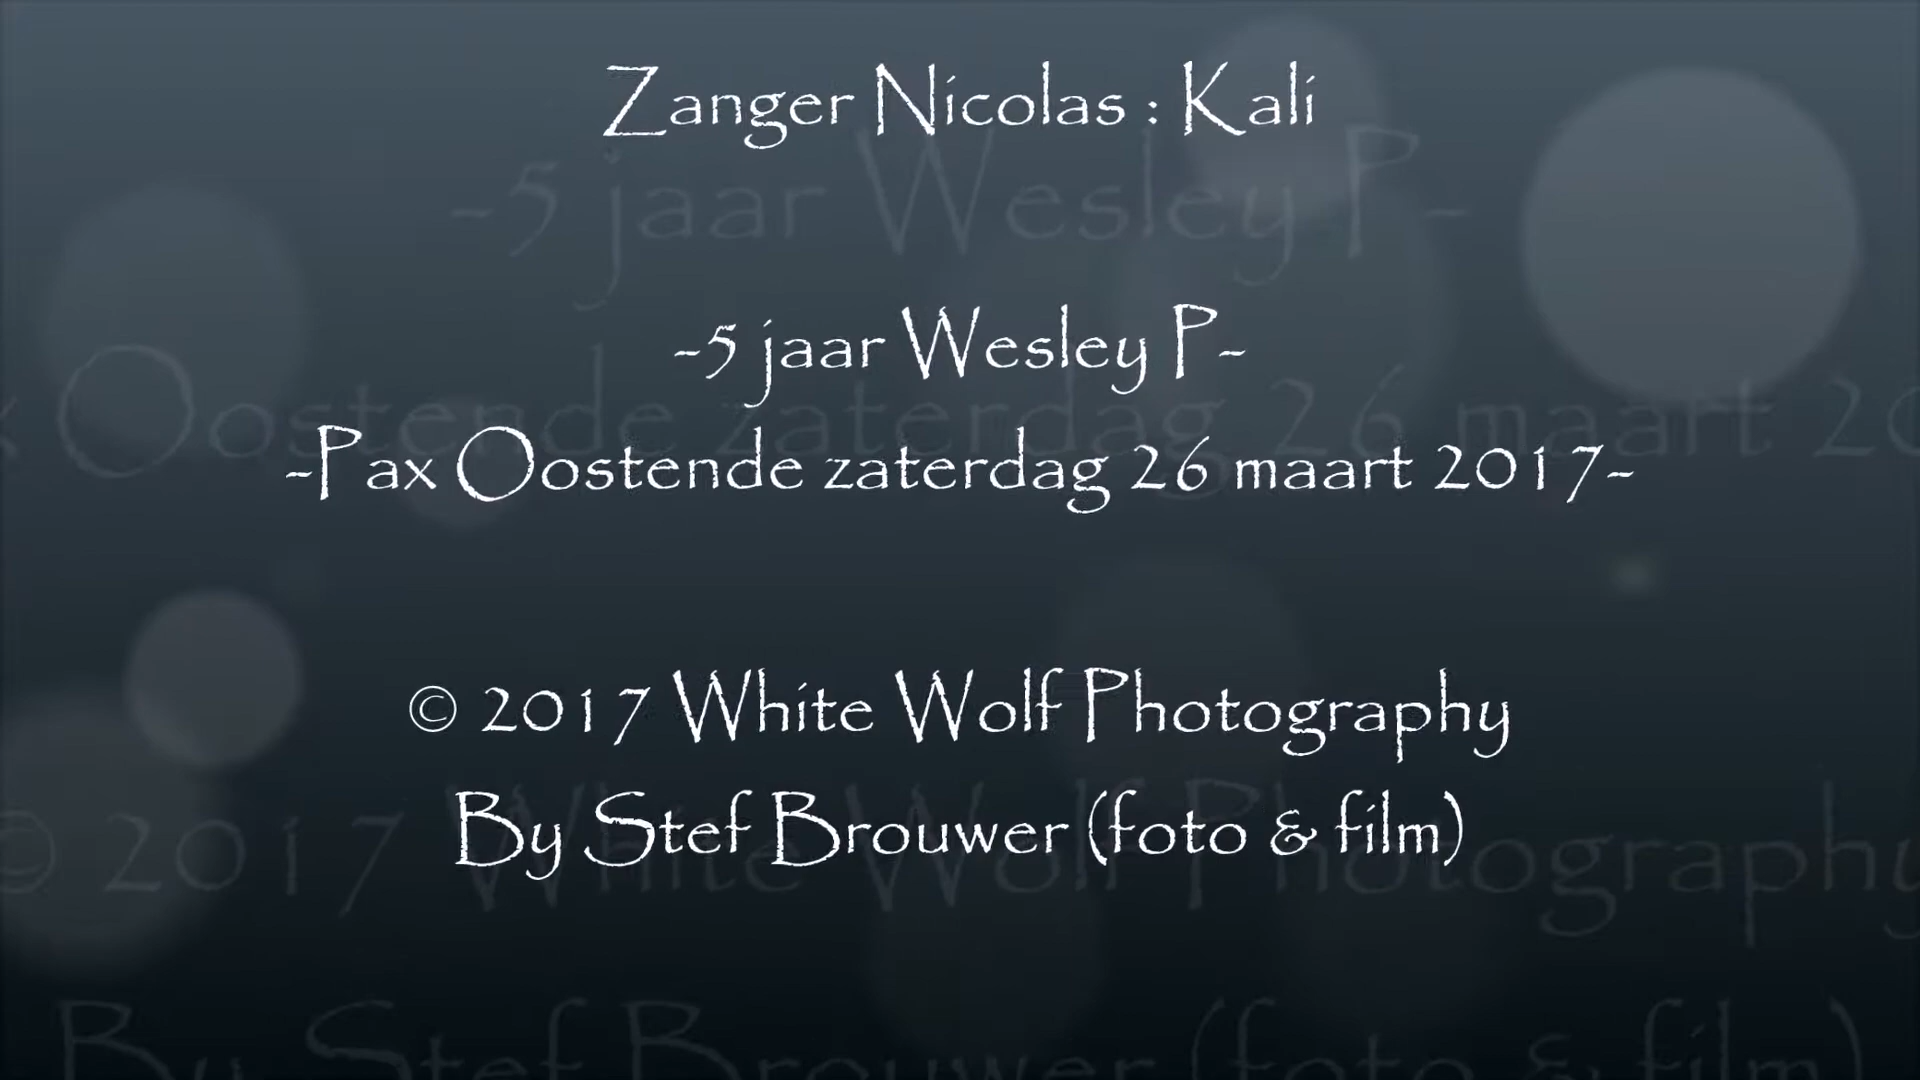 Zanger Nicolas : Kali
-5 jaar Wesley P-
-Pax Oostende zaterdag 26 maart 2017-
© 2017 White Wolf Photography
By Stef Brouwer (foto & film)